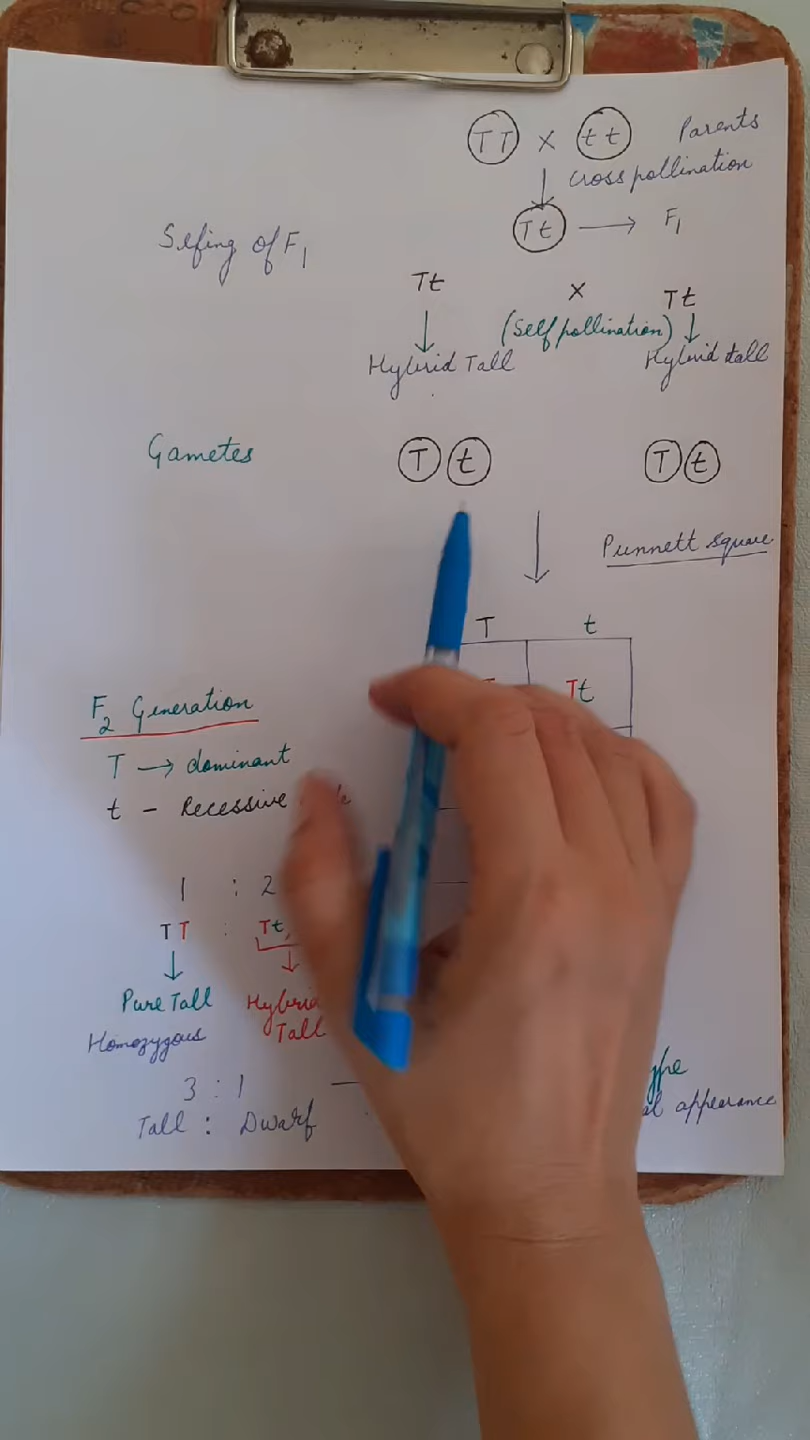 TT × tt Parents
cross pollination
Tt → F1
Selfing of F1
Tt × Tt
(Self pollination)
Hybrid Tall Hybrid tall
Gametes T t T t
Punnett square
T t
Tt
F2 Generation
T → dominant
t - Recessive
1 : 2
TT : Tt,
Pure Tall Hybrid
Tall
Homozygous
3 : 1
Tall : Dwarf
appearance